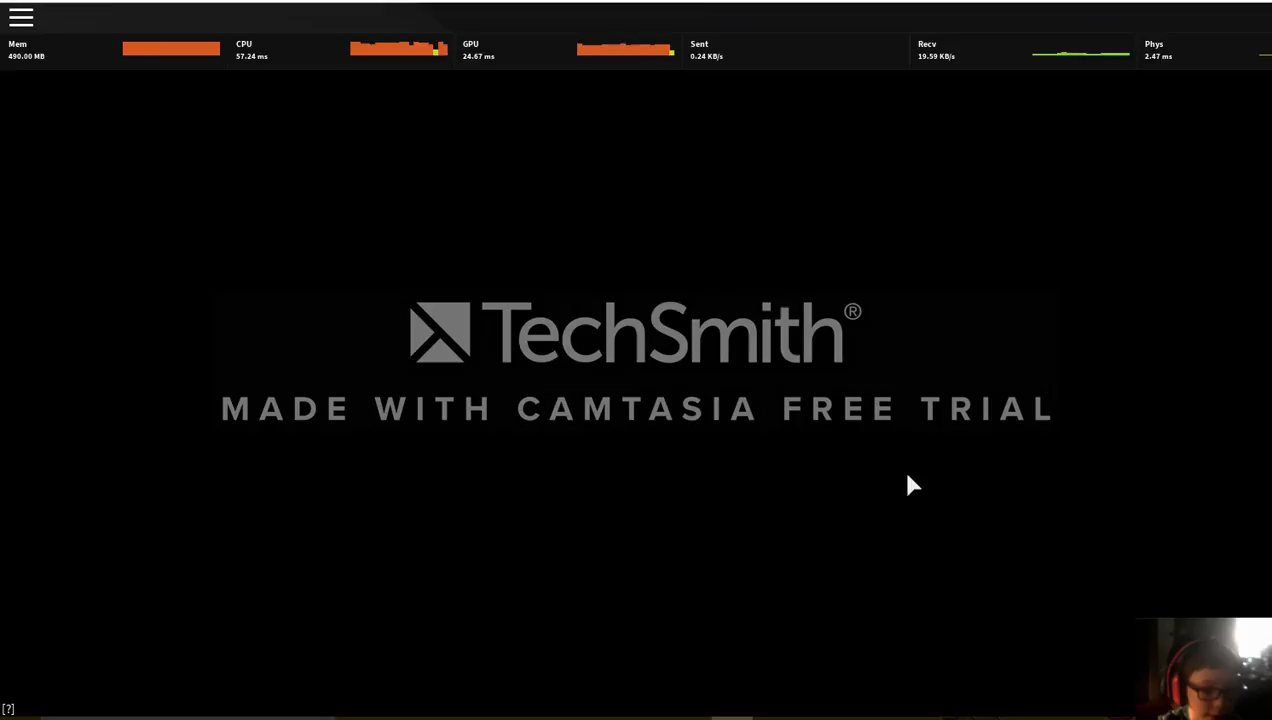 Mem
490.00 MB
CPU
57.24 ms
GPU
24.67 ms
Sent
0.24 KB/s
Recv
19.59 KB/s
Phys
2.47 ms
TechSmith®
MADE WITH CAMTASIA FREE TRIAL
[?]